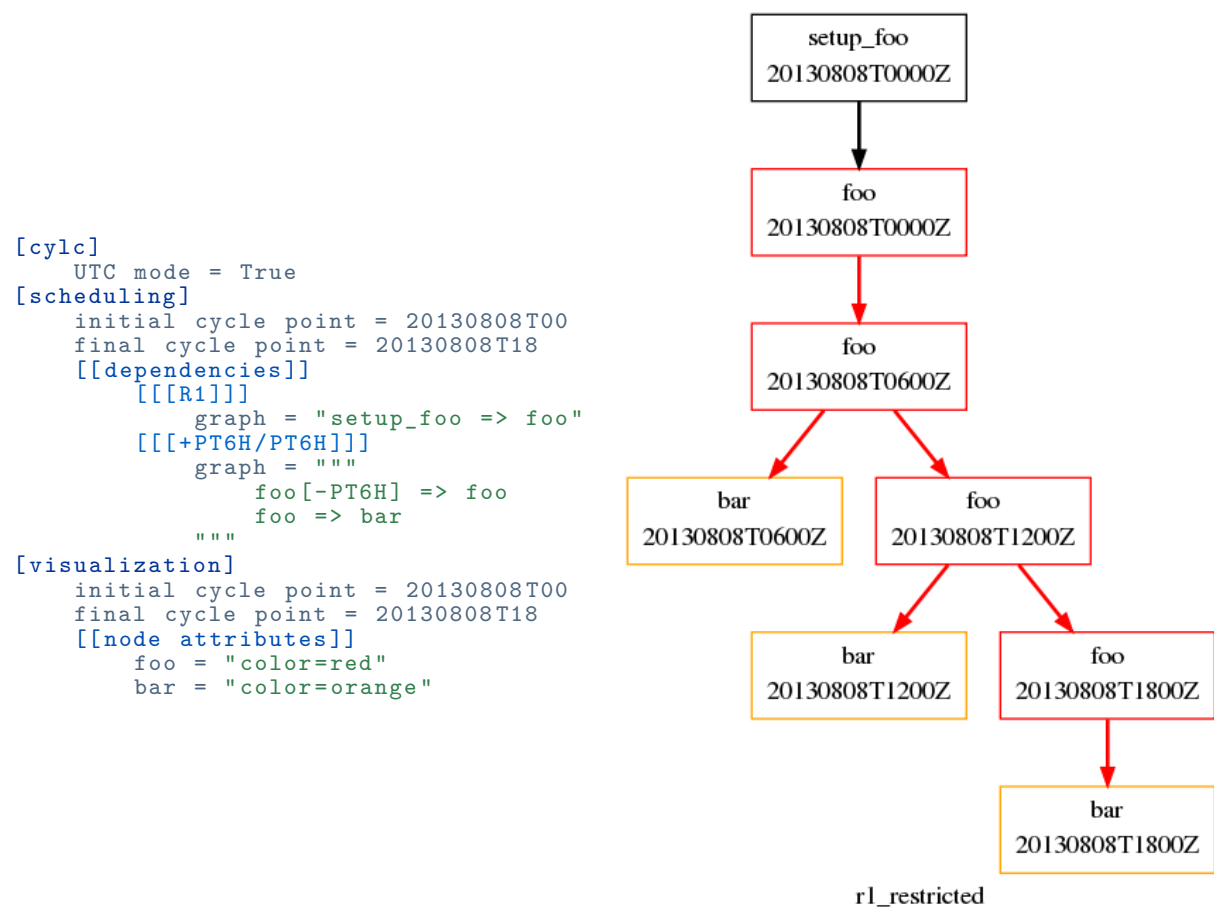 [cylc]
    UTC mode = True
[scheduling]
    initial cycle point = 20130808T00
    final cycle point = 20130808T18
    [[dependencies]]
        [[[R1]]]
            graph = "setup_foo => foo"
        [[[+PT6H/PT6H]]]
            graph = """
                foo[-PT6H] => foo
                foo => bar
            """
[visualization]
    initial cycle point = 20130808T00
    final cycle point = 20130808T18
    [[node attributes]]
        foo = "color=red"
        bar = "color=orange"
setup_foo
20130808T0000Z
foo
20130808T0000Z
foo
20130808T0600Z
bar
20130808T0600Z
foo
20130808T1200Z
bar
20130808T1200Z
foo
20130808T1800Z
bar
20130808T1800Z
r1_restricted